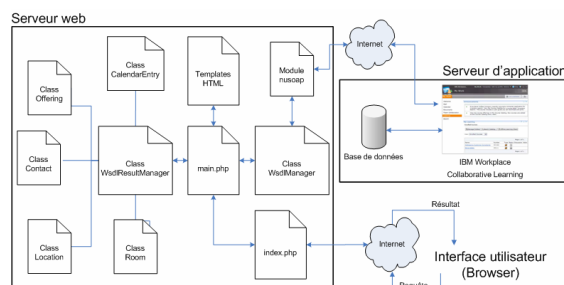 Serveur web
Class
Offering
Class
CalendarEntry
Templates
HTML
Module
nusoap
Internet
Serveur d'application
Class
Contact
Class
WsdlResultManager
main.php
Class
WsdlManager
Base de données
IBM Workplace
Collaborative Learning
Class
Location
Class
Room
index.php
Internet
Résultat
Interface utilisateur
(Browser)
Requête